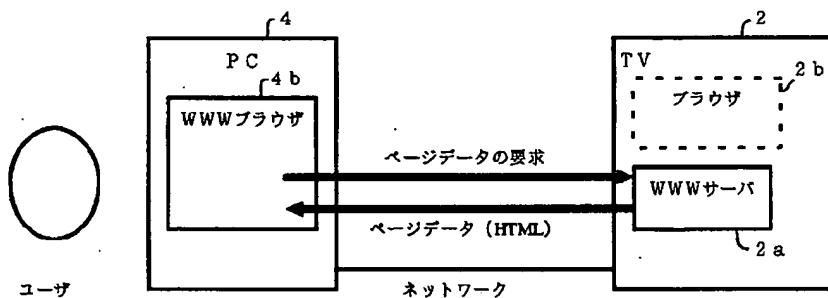 4
2
PC
TV
4b
2b
WWWブラウザ
ブラウザ
ページデータの要求
WWWサーバ
ページデータ（HTML）
2a
ユーザ
ネットワーク